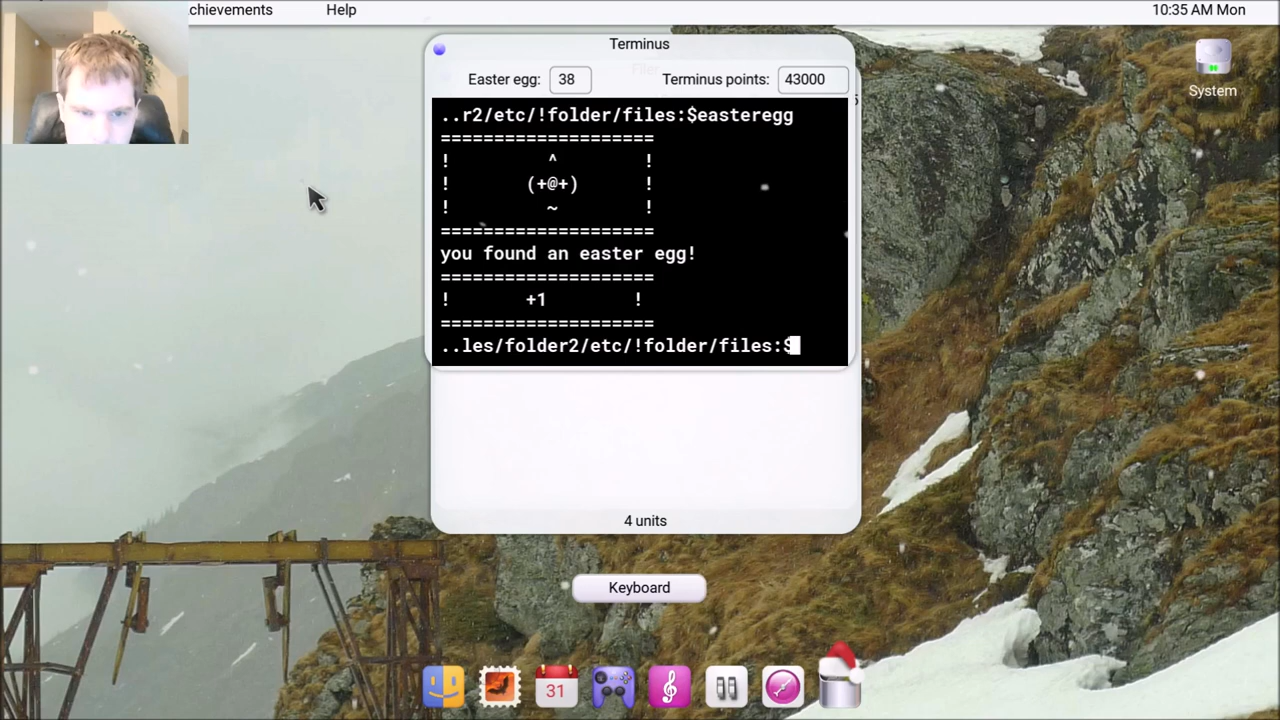 chievements Help 10:35 AM Mon
Terminus
Easter egg: 38 Terminus points: 43000
System
..r2/etc/!folder/files:$easteregg
====================
! ^ !
! (+@+) !
! ~ !
====================
you found an easter egg!
====================
! +1 !
====================
..les/folder2/etc/!folder/files:$
4 units
Keyboard
31